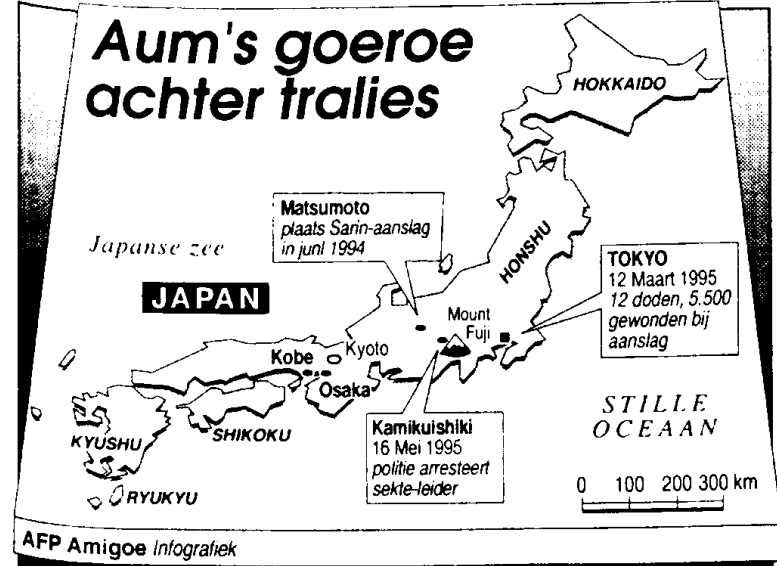 Aum's goeroe
achter tralies
HOKKAIDO
Matsumoto
plaats Sarin-aanslag
in juni 1994
Japanse zee
HONSHU
TOKYO
12 Maart 1995
12 doden, 5.500
gewonden bij
aanslag
JAPAN
Mount
Fuji
Kyoto
Kobe
Osaka
Kamikuishiki
16 Mei 1995
politie arresteert
sekte-leider
STILLE
OCEAAN
KYUSHU
SHIKOKU
RYUKYU
0 100 200 300 km
AFP Amigoe Infografiek